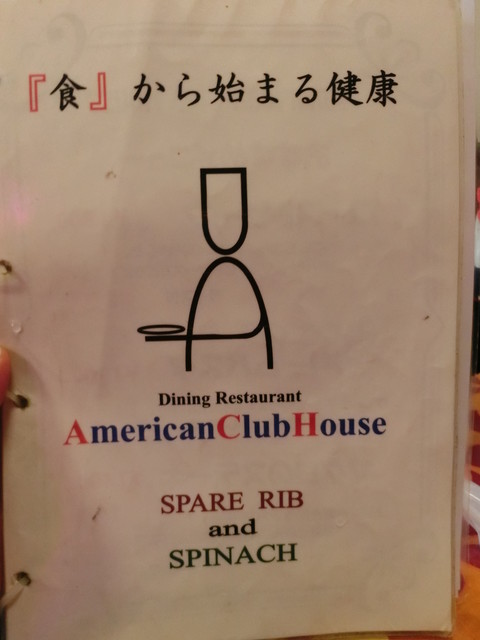 『食』から始まる健康
Dining Restaurant
AmericanClubHouse
SPARE RIB
and
SPINACH